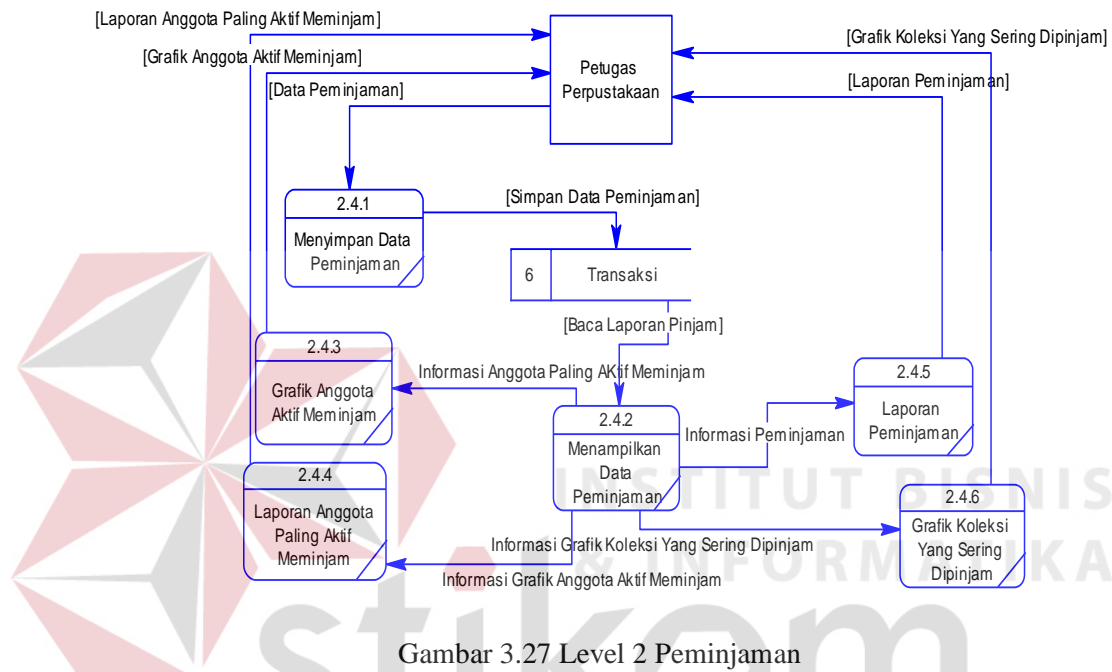 [Laporan Anggota Paling Aktif Meminjam]
[Grafik Koleksi Yang Sering Dipinjam]
[Grafik Anggota Aktif Meminjam]
Petugas
Perpustakaan
[Data Peminjaman]
[Laporan Peminjaman]
2.4.1
Menyimpan Data
Peminjaman
[Simpan Data Peminjaman]
6
Transaksi
[Baca Laporan Pinjam]
2.4.3
Grafik Anggota
Aktif Meminjam
Informasi Anggota Paling AKtif Meminjam
2.4.5
Laporan
Peminjaman
2.4.2
Menampilkan
Data
Peminjaman
Informasi Peminjaman
2.4.4
Laporan Anggota
Paling Aktif
Meminjam
INSTITUT BISNIS
2.4.6
Grafik Koleksi
Yang Sering
Dipinjam
Informasi Grafik Koleksi Yang Sering Dipinjam
& INFORMATIKA
Informasi Grafik Anggota Aktif Meminjam
stikom
Gambar 3.27 Level 2 Peminjaman